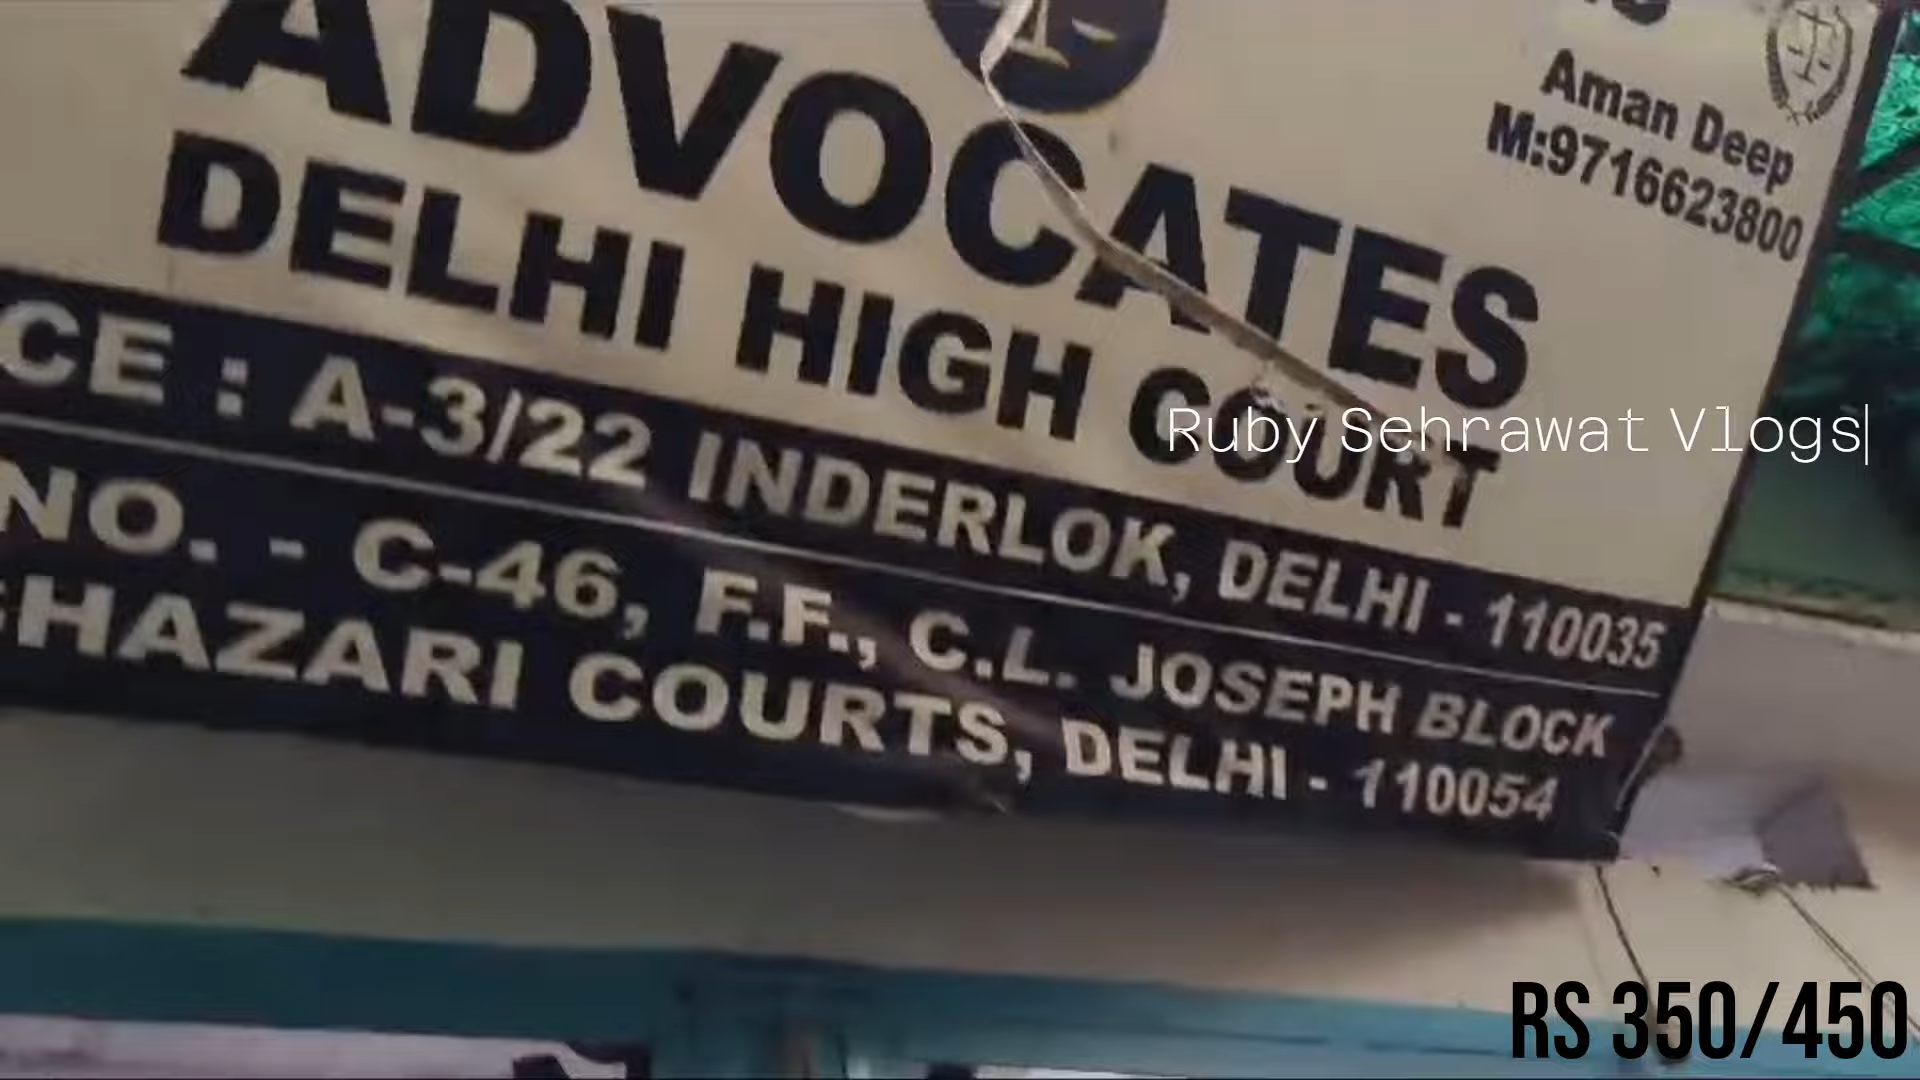 ADVOCATES
DELHI HIGH COURT
Aman Deep
M:9716623800
CE : A-3/22 INDERLOK, DELHI - 110035
NO. - C-46, F.F., C.L. JOSEPH BLOCK
HAZARI COURTS, DELHI - 110054
Ruby Sehrawat Vlogs
RS 350/450